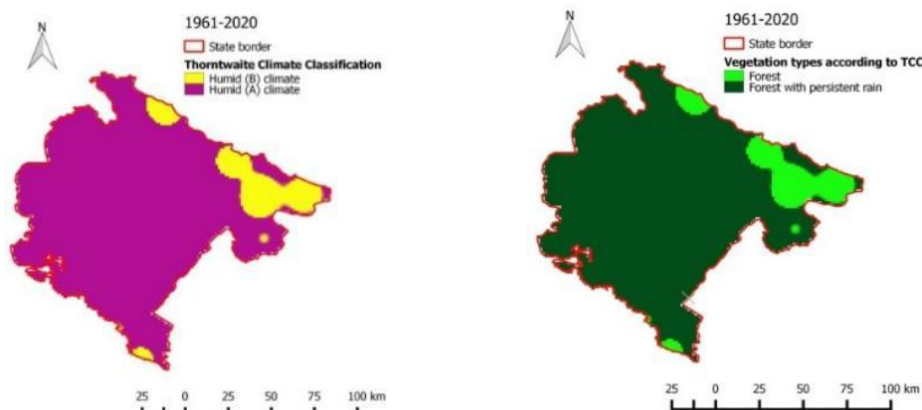 N
1961-2020
State border
Thorntwaite Climate Classification
Humid (B) climate
Humid (A) climate
25 0 25 50 75 100 km
N
1961-2020
State border
Vegetation types according to TCC
Forest
Forest with persistent rain
25 0 25 50 75 100 km